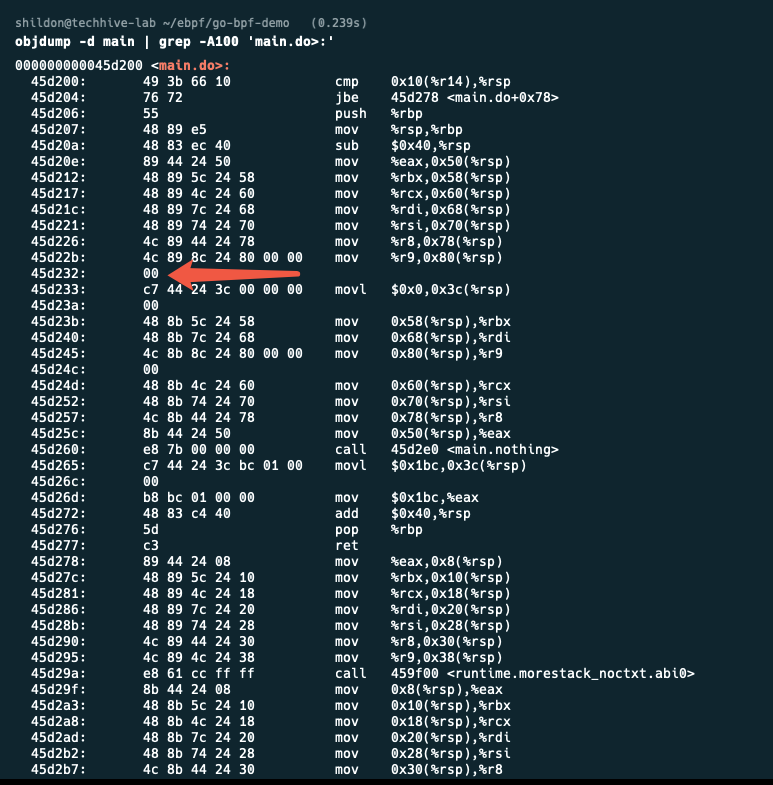 shildon@techhive-lab ~/ebpf/go-bpf-demo (0.239s)
objdump -d main | grep -A100 'main.do>:'
000000000045d200 <main.do>:
45d200: 49 3b 66 10 cmp 0x10(%r14),%rsp
45d204: 76 72 jbe 45d278 <main.do+0x78>
45d206: 55 push %rbp
45d207: 48 89 e5 mov %rsp,%rbp
45d20a: 48 83 ec 40 sub $0x40,%rsp
45d20e: 89 44 24 50 mov %eax,0x50(%rsp)
45d212: 48 89 5c 24 58 mov %rbx,0x58(%rsp)
45d217: 48 89 4c 24 60 mov %rcx,0x60(%rsp)
45d21c: 48 89 7c 24 68 mov %rdi,0x68(%rsp)
45d221: 48 89 74 24 70 mov %rsi,0x70(%rsp)
45d226: 4c 89 44 24 78 mov %r8,0x78(%rsp)
45d22b: 4c 89 8c 24 80 00 00 mov %r9,0x80(%rsp)
45d232: 00
45d233: c7 44 24 3c 00 00 00 movl $0x0,0x3c(%rsp)
45d23a: 00
45d23b: 48 8b 5c 24 58 mov 0x58(%rsp),%rbx
45d240: 48 8b 7c 24 68 mov 0x68(%rsp),%rdi
45d245: 4c 8b 8c 24 80 00 00 mov 0x80(%rsp),%r9
45d24c: 00
45d24d: 48 8b 4c 24 60 mov 0x60(%rsp),%rcx
45d252: 48 8b 74 24 70 mov 0x70(%rsp),%rsi
45d257: 4c 8b 44 24 78 mov 0x78(%rsp),%r8
45d25c: 8b 44 24 50 mov 0x50(%rsp),%eax
45d260: e8 7b 00 00 00 call 45d2e0 <main.nothing>
45d265: c7 44 24 3c bc 01 00 movl $0x1bc,0x3c(%rsp)
45d26c: 00
45d26d: b8 bc 01 00 00 mov $0x1bc,%eax
45d272: 48 83 c4 40 add $0x40,%rsp
45d276: 5d pop %rbp
45d277: c3 ret
45d278: 89 44 24 08 mov %eax,0x8(%rsp)
45d27c: 48 89 5c 24 10 mov %rbx,0x10(%rsp)
45d281: 48 89 4c 24 18 mov %rcx,0x18(%rsp)
45d286: 48 89 7c 24 20 mov %rdi,0x20(%rsp)
45d28b: 48 89 74 24 28 mov %rsi,0x28(%rsp)
45d290: 4c 89 44 24 30 mov %r8,0x30(%rsp)
45d295: 4c 89 4c 24 38 mov %r9,0x38(%rsp)
45d29a: e8 61 cc ff ff call 459f00 <runtime.morestack_noctxt.abi0>
45d29f: 8b 44 24 08 mov 0x8(%rsp),%eax
45d2a3: 48 8b 5c 24 10 mov 0x10(%rsp),%rbx
45d2a8: 48 8b 4c 24 18 mov 0x18(%rsp),%rcx
45d2ad: 48 8b 7c 24 20 mov 0x20(%rsp),%rdi
45d2b2: 48 8b 74 24 28 mov 0x28(%rsp),%rsi
45d2b7: 4c 8b 44 24 30 mov 0x30(%rsp),%r8